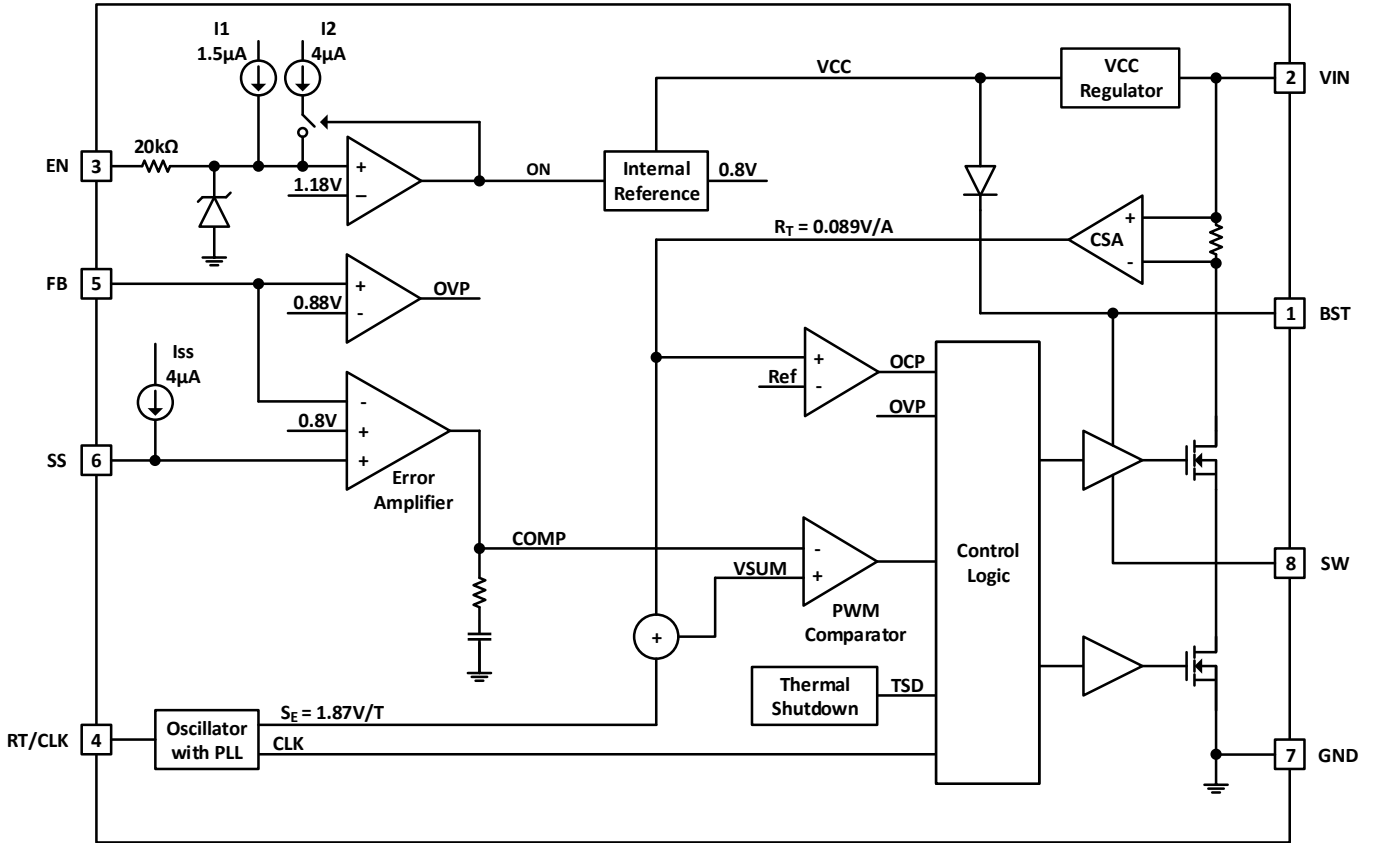 I1
1.5µA
I2
4µA
VCC
VCC
Regulator
2
VIN
EN
3
20kΩ
+
1.18V
–
ON
Internal
Reference
0.8V
R_T = 0.089V/A
CSA
+
-
FB
5
+
0.88V
-
OVP
1
BST
Iss
4µA
+
Ref
-
OCP
OVP
-
0.8V
+
SS
6
+
Error
Amplifier
COMP
-
VSUM
+
PWM
Comparator
Control
Logic
8
SW
+
Thermal
Shutdown
TSD
RT/CLK
4
Oscillator
with PLL
S_E = 1.87V/T
CLK
7
GND